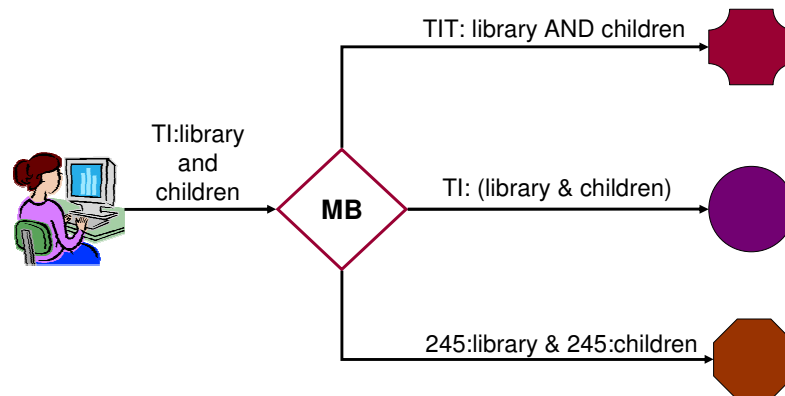 TIT: library AND children
TI:library
and
children
MB
TI: (library & children)
245:library & 245:children